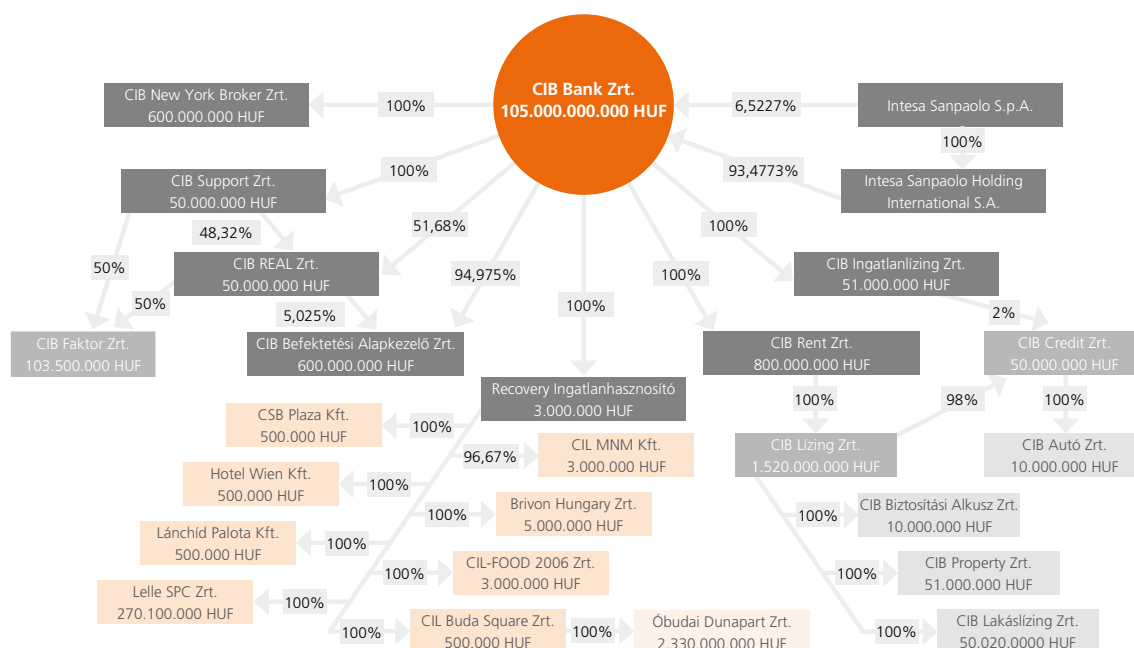 CIB Bank Zrt.
105.000.000.000 HUF
CIB New York Broker Zrt.
600.000.000 HUF
100%
6,5227%
Intesa Sanpaolo S.p.A.
100%
93,4773%
Intesa Sanpaolo Holding
International S.A.
100%
CIB Support Zrt.
50.000.000 HUF
48,32%
51,68%
100%
50%
CIB REAL Zrt.
50.000.000 HUF
94,975%
100%
CIB Ingatlanlízing Zrt.
51.000.000 HUF
50%
5,025%
100%
2%
CIB Faktor Zrt.
103.500.000 HUF
CIB Befektetési Alapkezelő Zrt.
600.000.000 HUF
CIB Rent Zrt.
800.000.000 HUF
CIB Credit Zrt.
50.000.000 HUF
Recovery Ingatlanhasznosító
3.000.000 HUF
100%
98%
100%
CSB Plaza Kft.
500.000 HUF
100%
96,67%
CIL MNM Kft.
3.000.000 HUF
CIB Lízing Zrt.
1.520.000.000 HUF
CIB Autó Zrt.
10.000.000 HUF
Hotel Wien Kft.
500.000 HUF
100%
100%
Brivon Hungary Zrt.
5.000.000 HUF
100%
CIB Biztosítási Alkusz Zrt.
10.000.000 HUF
Lánchíd Palota Kft.
500.000 HUF
100%
100%
CIL-FOOD 2006 Zrt.
3.000.000 HUF
100%
CIB Property Zrt.
51.000.000 HUF
Lelle SPC Zrt.
270.100.000 HUF
100%
100%
CIL Buda Square Zrt.
500.000 HUF
100%
Óbudai Dunapart Zrt.
2.330.000.000 HUF
100%
CIB Lakáslízing Zrt.
50.020.0000 HUF